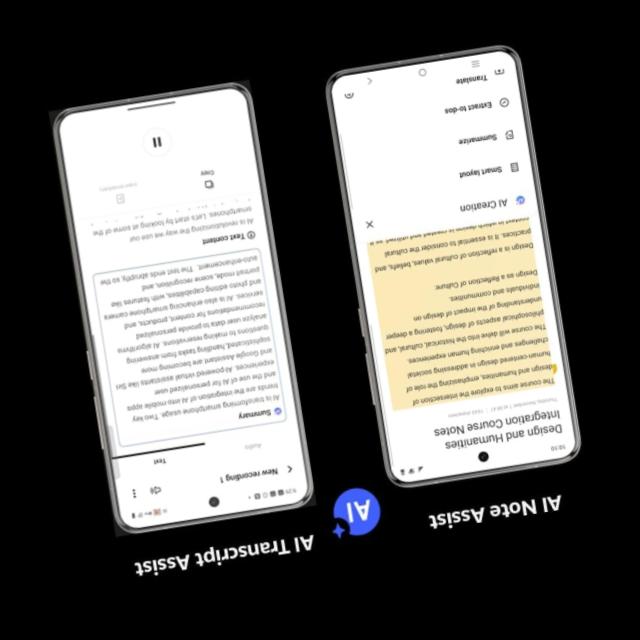 AI Note Assist
10:10
Integration Course Notes
Design and Humanities
The course aims to explore the intersection of
design and humanities, emphasizing the role of
human-centered design in addressing societal
challenges and enriching human experiences.
The course will delve into the historical, cultural, and
philosophical aspects of design, fostering a deeper
understanding of the impact of design on
individuals and communities.
Design as a Reflection of Culture:
Design is a reflection of cultural values, beliefs, and
practices. It is essential to consider the cultural
AI Creation
Smart layout
Summarize
Extract to-dos
Translate
AI
AI Transcript Assist
New recording 1
Audio
Text
Summary
AI is transforming smartphone usage. Two key
trends are the integration of AI into mobile apps
and the use of AI for personalized user
experiences. AI-powered virtual assistants like Siri
and Google Assistant are becoming more
sophisticated, handling tasks from answering
questions to making reservations. AI algorithms
analyze user data to provide personalized
recommendations for content, products, and
services. AI is also enhancing smartphone camera
and photo editing capabilities, with features like
portrait mode, scene recognition, and
auto-enhancement. The text ends abruptly so the
Text content
AI is revolutionizing the way we use our
smartphones. Let's start by looking at some of the
Copy